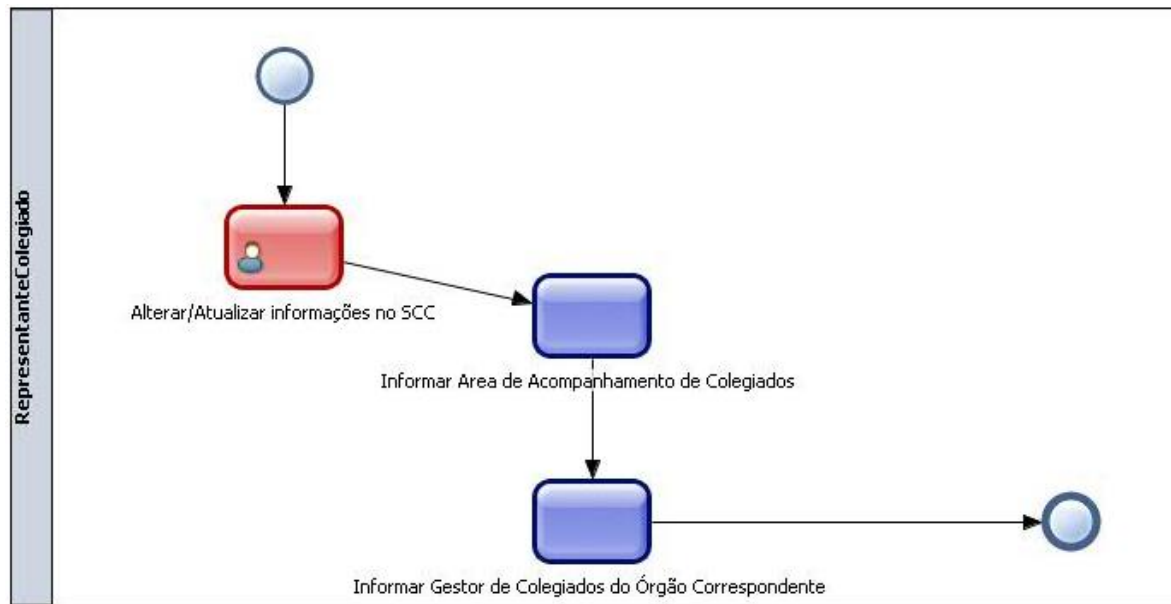 RepresentanteColegiado
Alterar/Atualizar informações no SCC
Informar Area de Acompanhamento de Colegiados
Informar Gestor de Colegiados do Órgão Correspondente